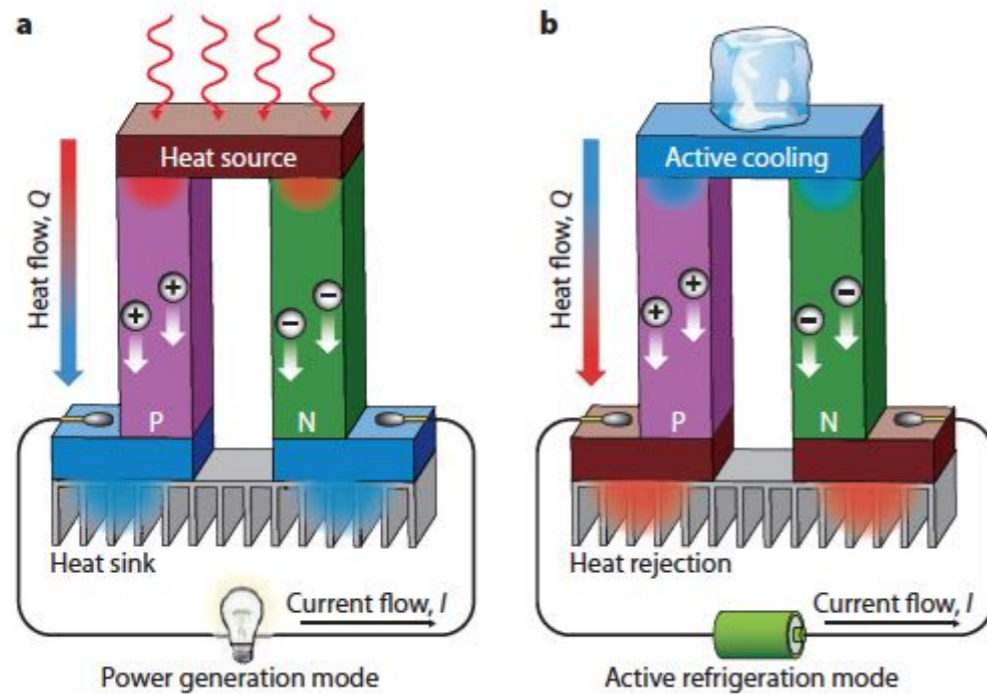 a
Heat source
Heat flow, Q
+
+
−
−
P
N
Heat sink
Current flow, I
Power generation mode
b
Active cooling
Heat flow, Q
+
+
−
−
P
N
Heat rejection
Current flow, I
Active refrigeration mode